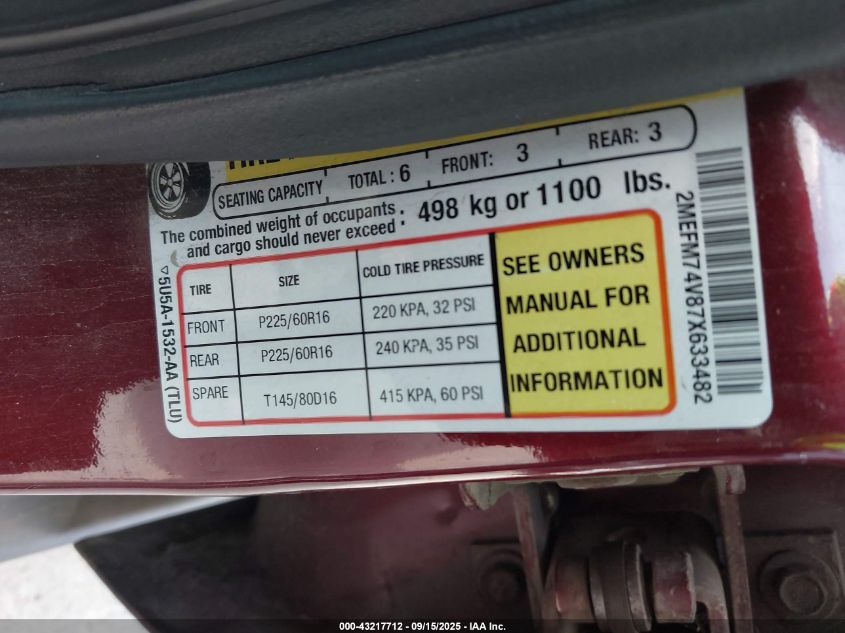 SEATING CAPACITY TOTAL : 6 FRONT: 3 REAR: 3
The combined weight of occupants
and cargo should never exceed : 498 kg or 1100 lbs.
TIRE SIZE COLD TIRE PRESSURE
FRONT P225/60R16 220 KPA, 32 PSI
REAR P225/60R16 240 KPA, 35 PSI
SPARE T145/80D16 415 KPA, 60 PSI
SEE OWNERS
MANUAL FOR
ADDITIONAL
INFORMATION
5U5A-1532-AA (TLU)
2MEFM74V87X633482
000-43217712 - 09/15/2025 - IAA Inc.